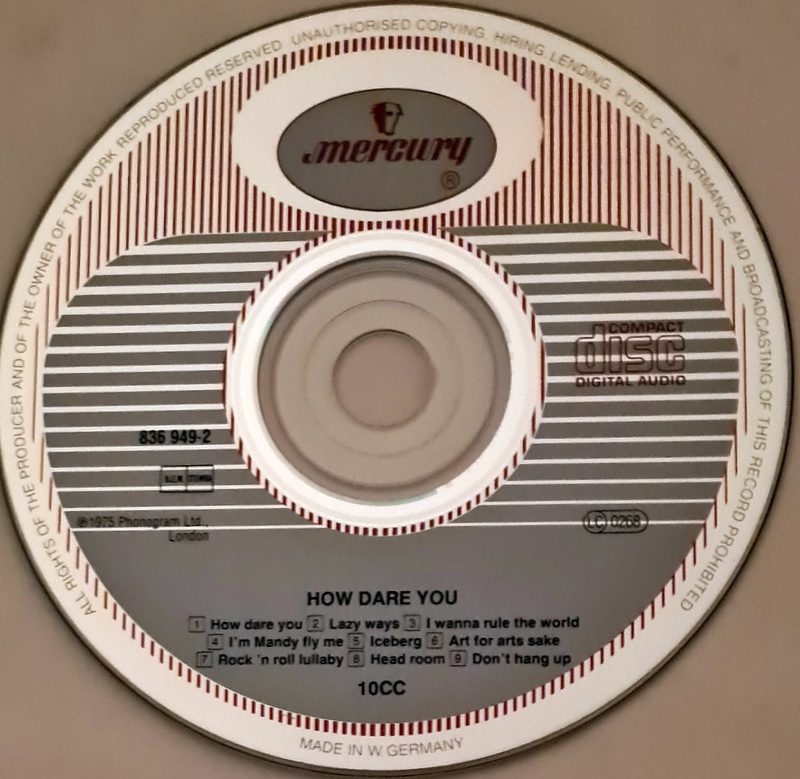 ALL RIGHTS OF THE PRODUCER AND OF THE OWNER OF THE WORK REPRODUCED RESERVED UNAUTHORISED COPYING, HIRING, LENDING, PUBLIC PERFORMANCE AND BROADCASTING OF THIS RECORD PROHIBITED
mercury
®
COMPACT
disc
DIGITAL AUDIO
836 949-2
B.I.E.M. STEMRA
℗1975 Phonogram Ltd.,
London
LC 0268
HOW DARE YOU
1 How dare you 2 Lazy ways 3 I wanna rule the world
4 I'm Mandy fly me 5 Iceberg 6 Art for arts sake
7 Rock 'n roll lullaby 8 Head room 9 Don't hang up
10CC
MADE IN W. GERMANY